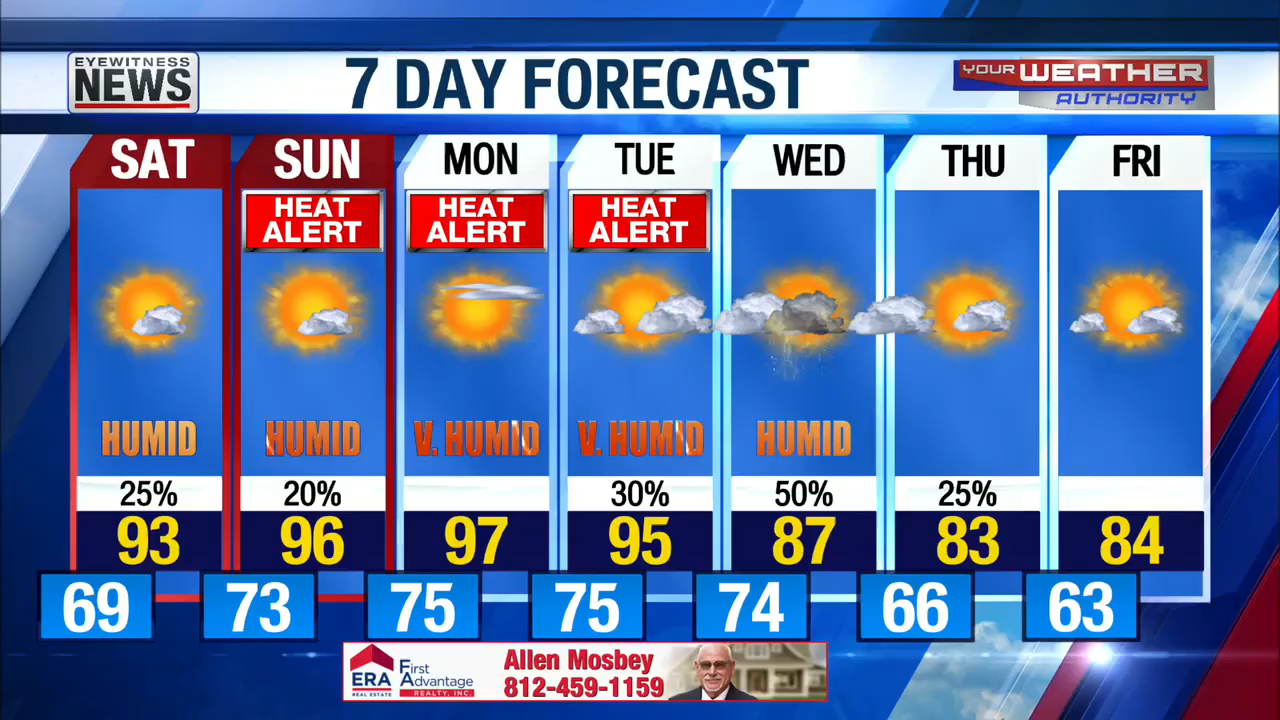 EYEWITNESS
NEWS
7 DAY FORECAST
YOUR WEATHER
AUTHORITY
SAT SUN MON TUE WED THU FRI
HEAT HEAT HEAT
ALERT ALERT ALERT
HUMID HUMID V. HUMID V. HUMID HUMID
25% 20% 30% 50% 25%
93 96 97 95 87 83 84
69 73 75 75 74 66 63
ERA
REAL ESTATE
First
Advantage
REALTY, INC.
Allen Mosbey
812-459-1159